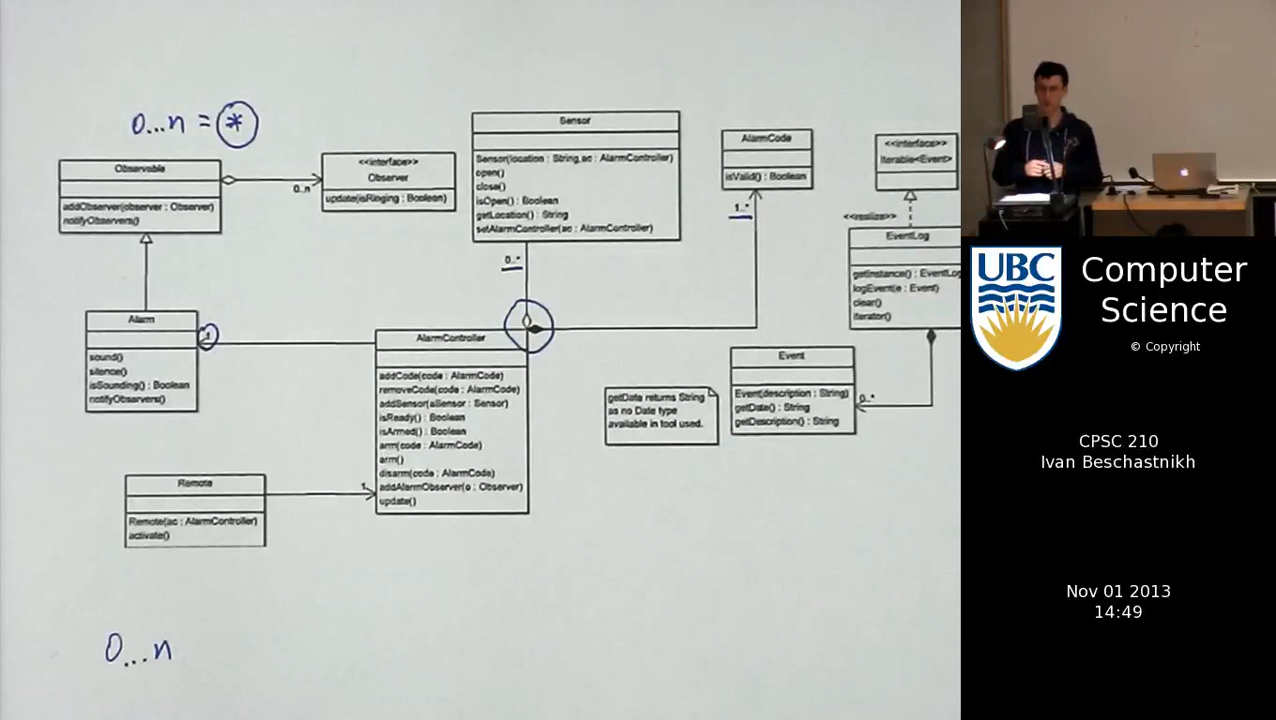 0...n = *
Observable
addObserver(observer : Observer)
notifyObservers()
0..n
<<interface>>
Observer
update(isRinging : Boolean)
Sensor
Sensor(location : String,ac : AlarmController)
open()
close()
isOpen() : Boolean
getLocation() : String
setAlarmController(ac : AlarmController)
0..*
AlarmCode
isValid() : Boolean
1..*
<<interface>>
Iterable<Event>
<<realize>>
EventLog
getInstance() : EventLog
logEvent(e : Event)
clear()
iterator()
Alarm
sound()
silence()
isSounding() : Boolean
notifyObservers()
1
AlarmController
addCode(code : AlarmCode)
removeCode(code : AlarmCode)
addSensor(aSensor : Sensor)
isReady() : Boolean
isArmed() : Boolean
arm(code : AlarmCode)
arm()
disarm(code : AlarmCode)
addAlarmObserver(o : Observer)
update()
getDate returns String
as no Date type
available in tool used.
Event
Event(description : String)
getDate() : String
getDescription() : String
0..*
Remote
Remote(ac : AlarmController)
activate()
1
0...n
UBC
Computer
Science
© Copyright
CPSC 210
Ivan Beschastnikh
Nov 01 2013
14:49